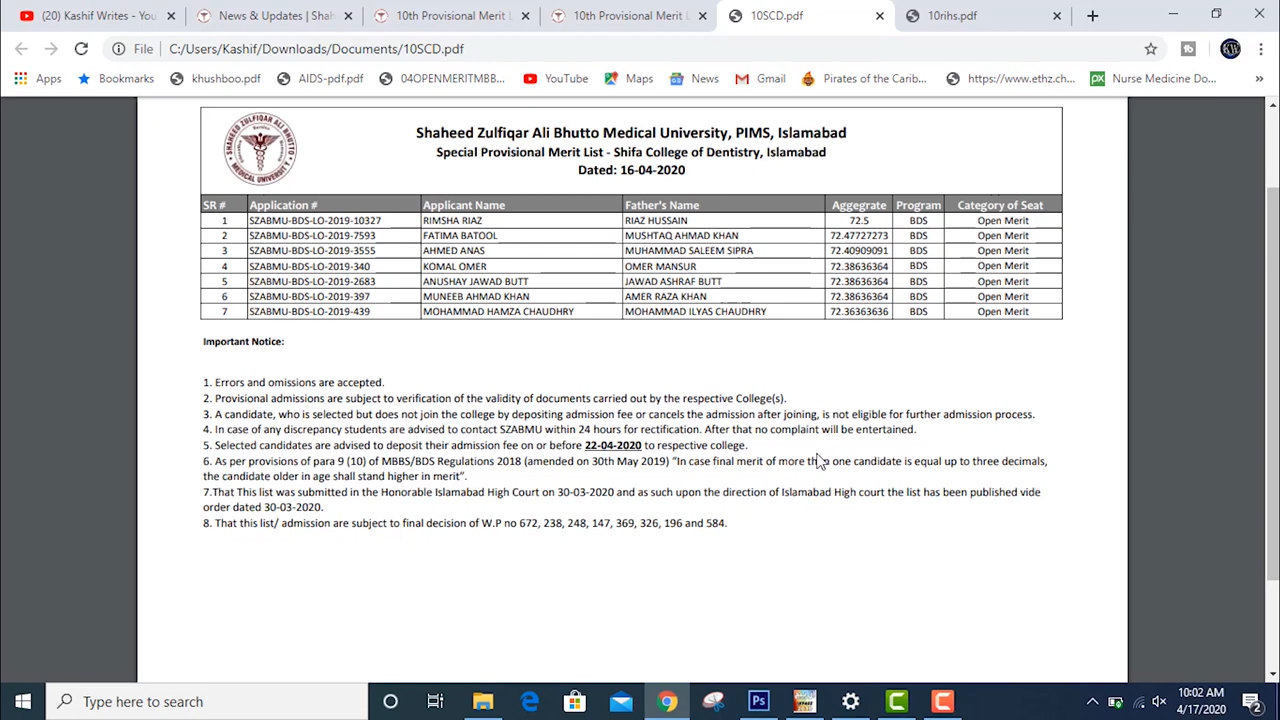 (20) Kashif Writes - You
News & Updates | Shah
10th Provisional Merit L
10th Provisional Merit L
10SCD.pdf
10rihs.pdf
File C:/Users/Kashif/Downloads/Documents/10SCD.pdf
Apps Bookmarks khushboo.pdf AIDS-pdf.pdf 04OPENMERITMBB... YouTube Maps News Gmail Pirates of the Carib... https://www.ethz.ch... Nurse Medicine Do... »
SHAHEED ZULFIQAR ALI BHUTTO MEDICAL UNIVERSITY
Shaheed Zulfiqar Ali Bhutto Medical University, PIMS, Islamabad
Special Provisional Merit List - Shifa College of Dentistry, Islamabad
Dated: 16-04-2020
SR # Application # Applicant Name Father's Name Aggegrate Program Category of Seat
1 SZABMU-BDS-LO-2019-10327 RIMSHA RIAZ RIAZ HUSSAIN 72.5 BDS Open Merit
2 SZABMU-BDS-LO-2019-7593 FATIMA BATOOL MUSHTAQ AHMAD KHAN 72.47727273 BDS Open Merit
3 SZABMU-BDS-LO-2019-3555 AHMED ANAS MUHAMMAD SALEEM SIPRA 72.40909091 BDS Open Merit
4 SZABMU-BDS-LO-2019-340 KOMAL OMER OMER MANSUR 72.38636364 BDS Open Merit
5 SZABMU-BDS-LO-2019-2683 ANUSHAY JAWAD BUTT JAWAD ASHRAF BUTT 72.38636364 BDS Open Merit
6 SZABMU-BDS-LO-2019-397 MUNEEB AHMAD KHAN AMER RAZA KHAN 72.38636364 BDS Open Merit
7 SZABMU-BDS-LO-2019-439 MOHAMMAD HAMZA CHAUDHRY MOHAMMAD ILYAS CHAUDHRY 72.36363636 BDS Open Merit
Important Notice:
1. Errors and omissions are accepted.
2. Provisional admissions are subject to verification of the validity of documents carried out by the respective College(s).
3. A candidate, who is selected but does not join the college by depositing admission fee or cancels the admission after joining, is not eligible for further admission process.
4. In case of any discrepancy students are advised to contact SZABMU within 24 hours for rectification. After that no complaint will be entertained.
5. Selected candidates are advised to deposit their admission fee on or before 22-04-2020 to respective college.
6. As per provisions of para 9 (10) of MBBS/BDS Regulations 2018 (amended on 30th May 2019) "In case final merit of more than one candidate is equal up to three decimals,
the candidate older in age shall stand higher in merit".
7.That This list was submitted in the Honorable Islamabad High Court on 30-03-2020 and as such upon the direction of Islamabad High court the list has been published vide
order dated 30-03-2020.
8. That this list/ admission are subject to final decision of W.P no 672, 238, 248, 147, 369, 326, 196 and 584.
Type here to search
10:02 AM
4/17/2020
2